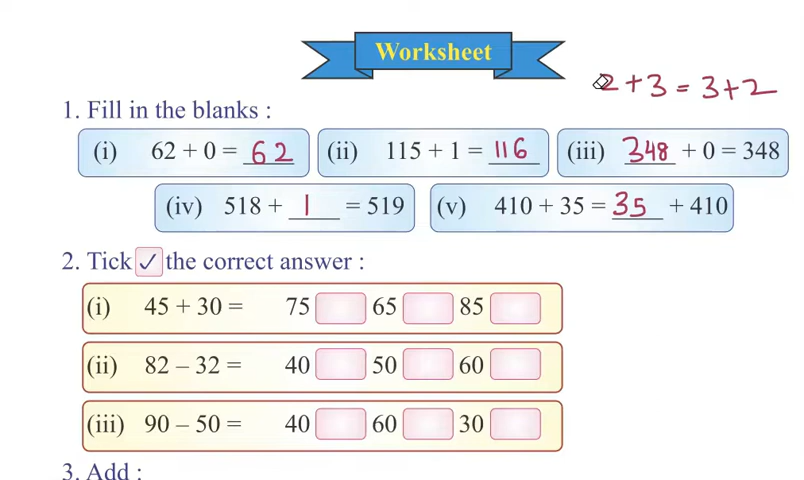 Worksheet
2 + 3 = 3 + 2
1. Fill in the blanks :
(i) 62 + 0 = 62 (ii) 115 + 1 = 116 (iii) 348 + 0 = 348
(iv) 518 + 1 = 519 (v) 410 + 35 = 35 + 410
2. Tick ✓ the correct answer :
(i) 45 + 30 = 75 65 85
(ii) 82 – 32 = 40 50 60
(iii) 90 – 50 = 40 60 30
3. Add :